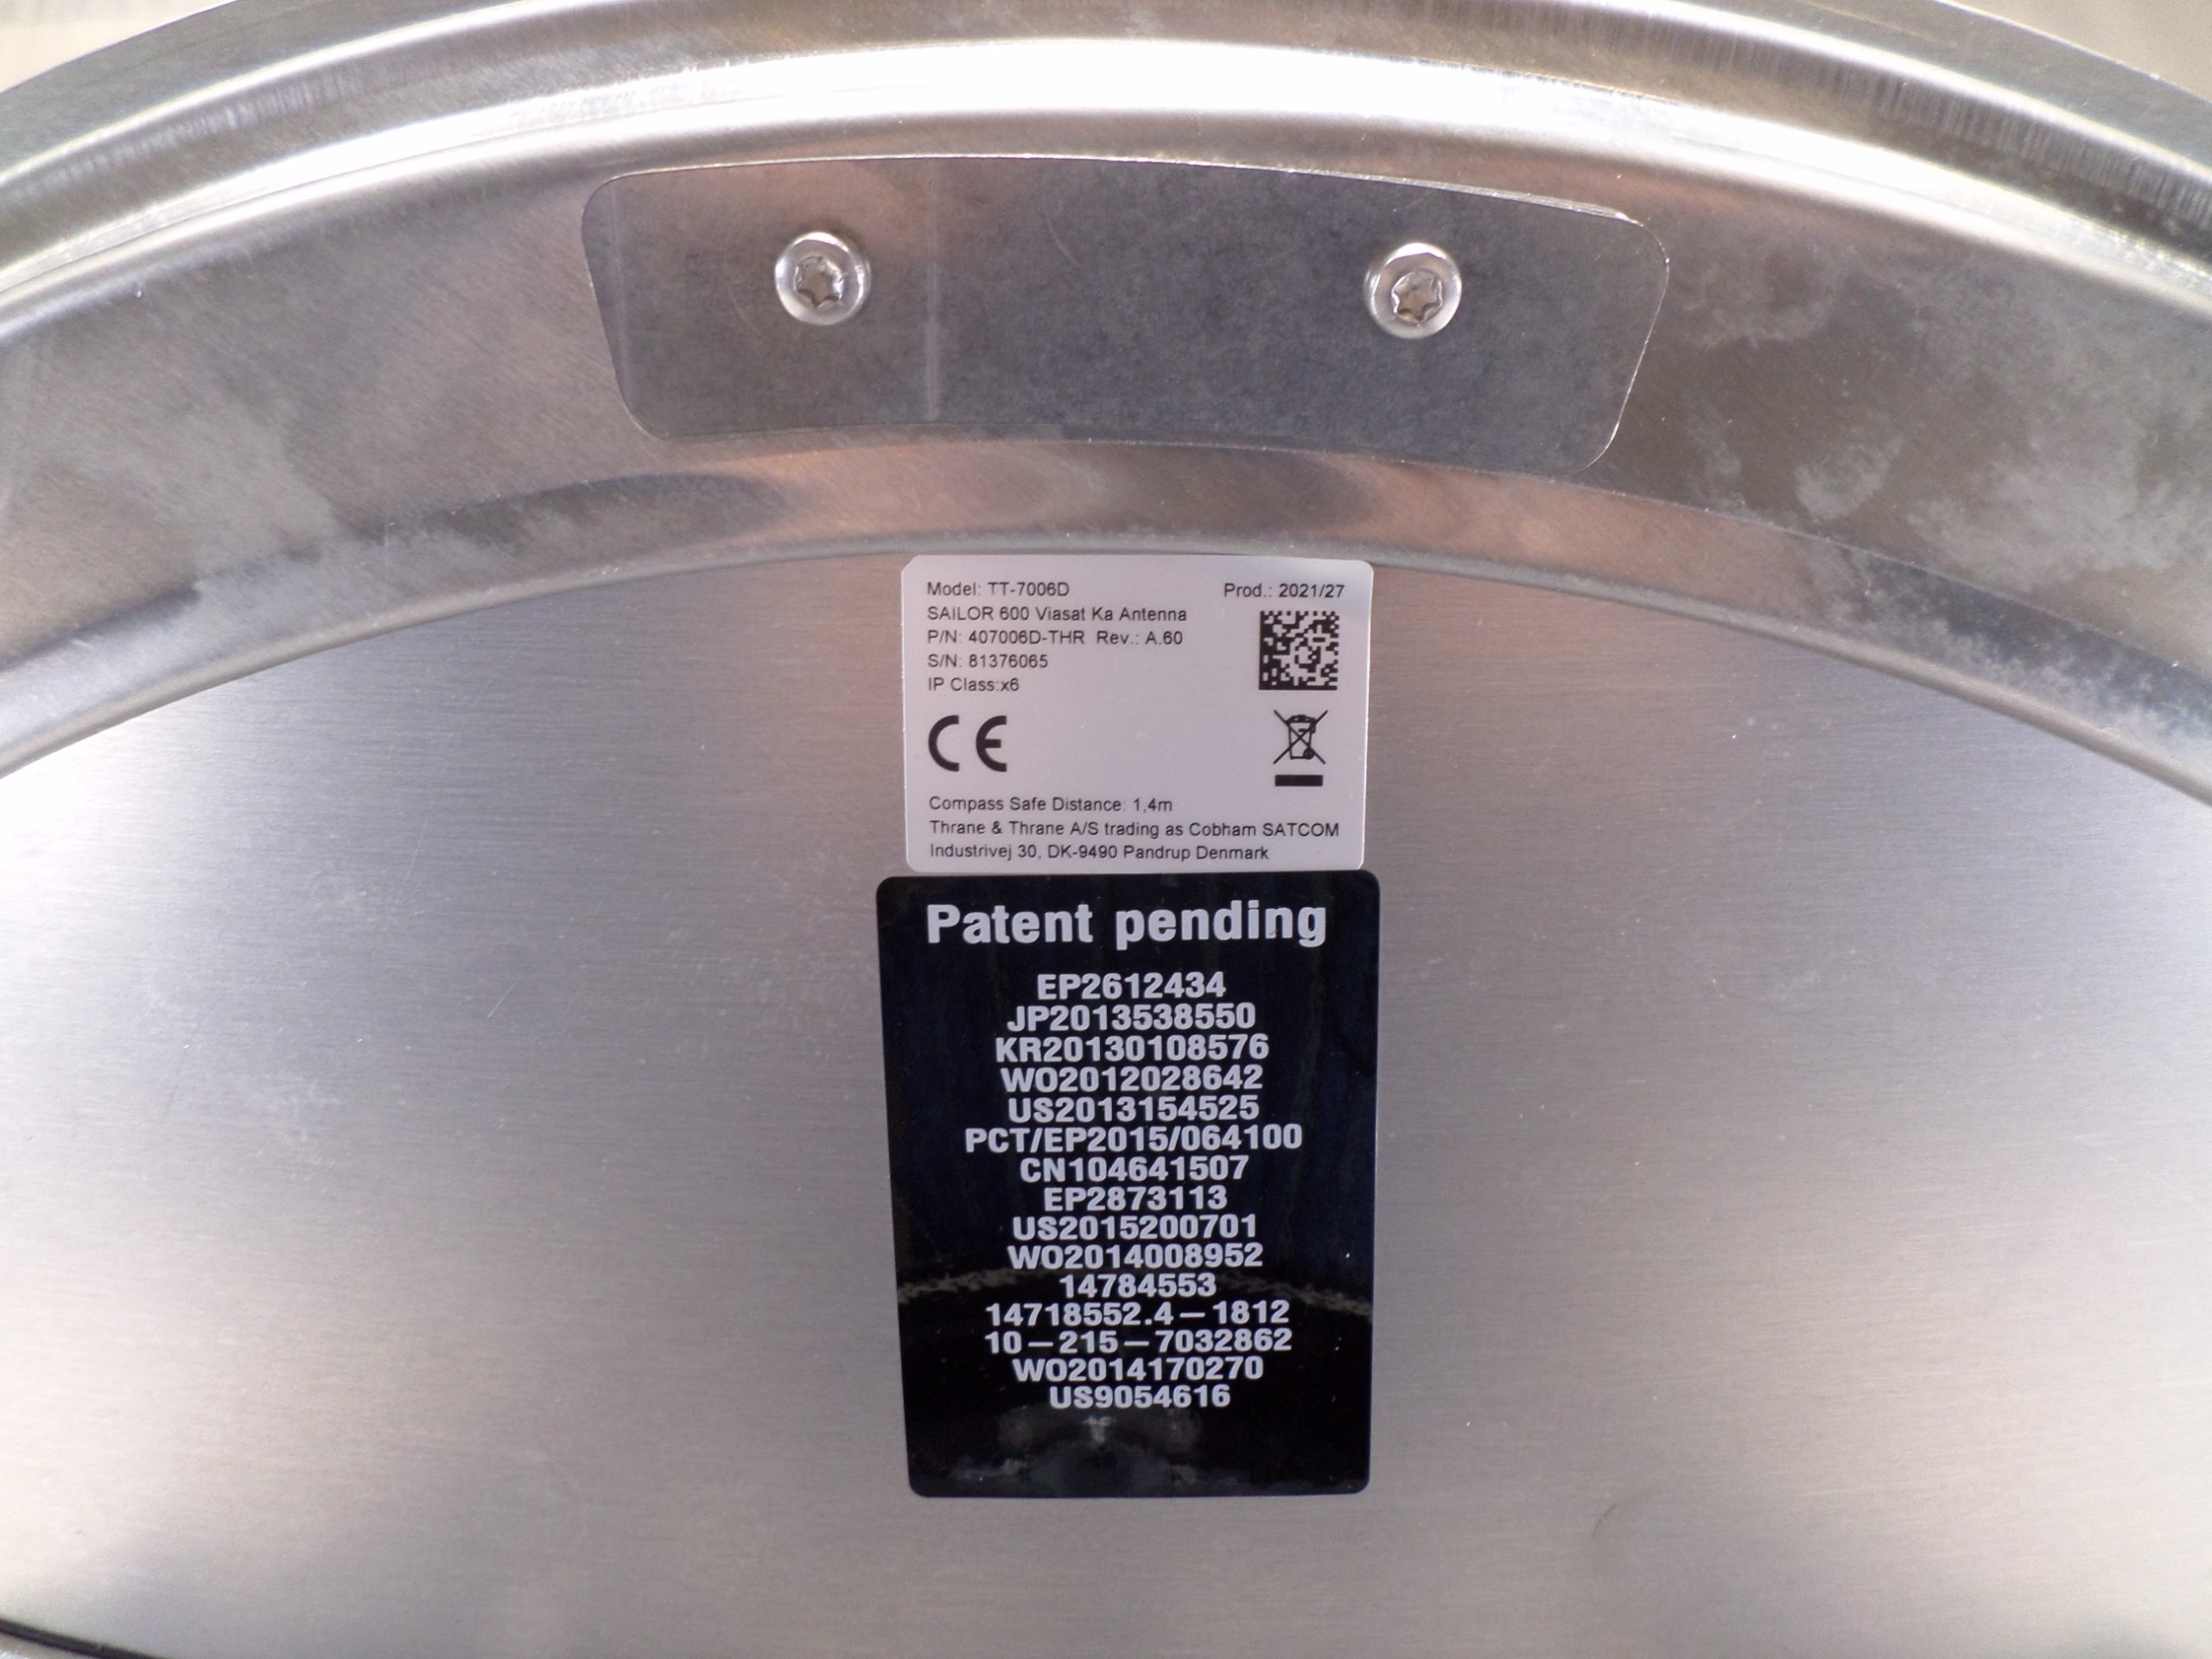 Model: TT-7006D Prod.: 2021/27
SAILOR 600 Viasat Ka Antenna
P/N: 407006D-THR Rev.: A.60
S/N: 81376065
IP Class:x6
CE
Compass Safe Distance: 1,4m
Thrane & Thrane A/S trading as Cobham SATCOM
Industrivej 30, DK-9490 Pandrup Denmark
Patent pending
EP2612434
JP2013538550
KR20130108576
WO2012028642
US2013154525
PCT/EP2015/064100
CN104641507
EP2873113
US2015200701
WO2014008952
14784553
14718552.4–1812
10–215–7032862
WO2014170270
US9054616